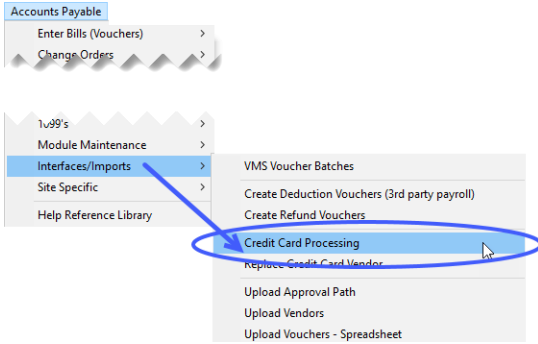 Accounts Payable
Enter Bills (Vouchers)
Change Orders
1099's
Module Maintenance
Interfaces/Imports
Site Specific
Help Reference Library
VMS Voucher Batches
Create Deduction Vouchers (3rd party payroll)
Create Refund Vouchers
Credit Card Processing
Replace Credit Card Vendor
Upload Approval Path
Upload Vendors
Upload Vouchers - Spreadsheet